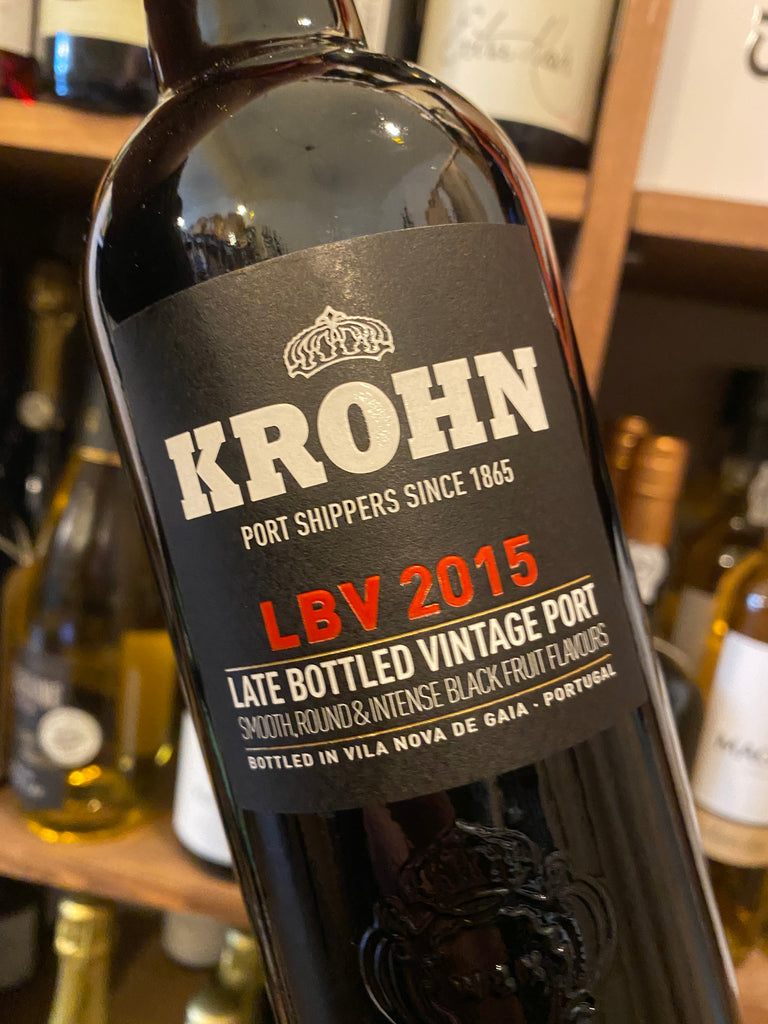 KROHN
PORT SHIPPERS SINCE 1865
LBV 2015
LATE BOTTLED VINTAGE PORT
SMOOTH, ROUND & INTENSE BLACK FRUIT FLAVOURS
BOTTLED IN VILA NOVA DE GAIA · PORTUGAL